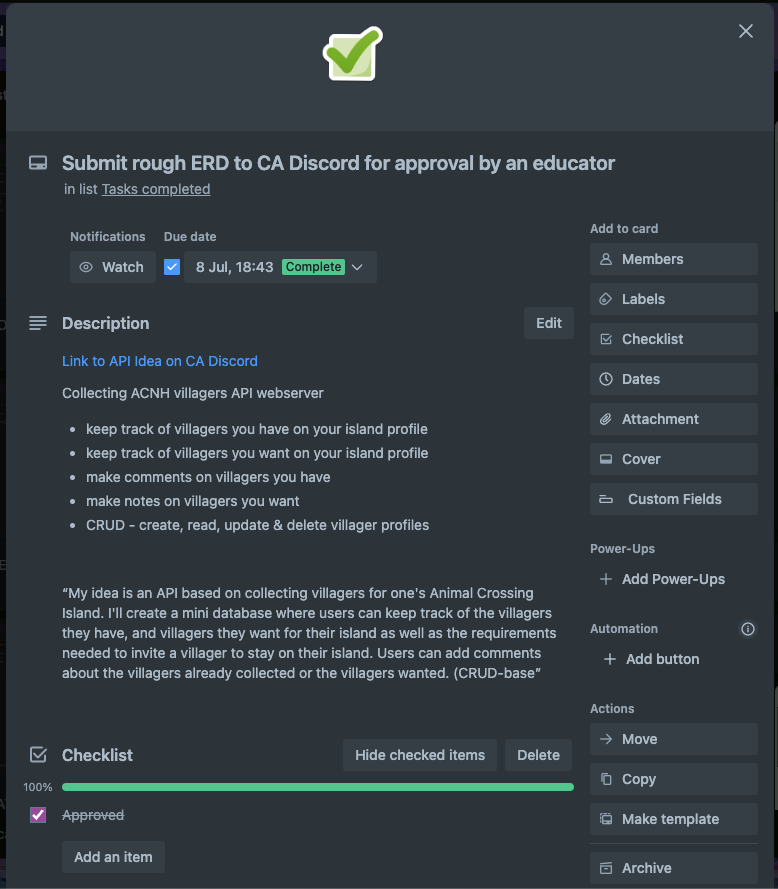 Submit rough ERD to CA Discord for approval by an educator
in list Tasks completed
Notifications
Due date
Watch
8 Jul, 18:43 Complete
Description
Edit
Link to API Idea on CA Discord
Collecting ACNH villagers API webserver
• keep track of villagers you have on your island profile
• keep track of villagers you want on your island profile
• make comments on villagers you have
• make notes on villagers you want
• CRUD - create, read, update & delete villager profiles
“My idea is an API based on collecting villagers for one's Animal Crossing
Island. I'll create a mini database where users can keep track of the villagers
they have, and villagers they want for their island as well as the requirements
needed to invite a villager to stay on their island. Users can add comments
about the villagers already collected or the villagers wanted. (CRUD-base”
Checklist
Hide checked items
Delete
100%
Approved
Add an item
Add to card
Members
Labels
Checklist
Dates
Attachment
Cover
Custom Fields
Power-Ups
+ Add Power-Ups
Automation
+ Add button
Actions
Move
Copy
Make template
Archive